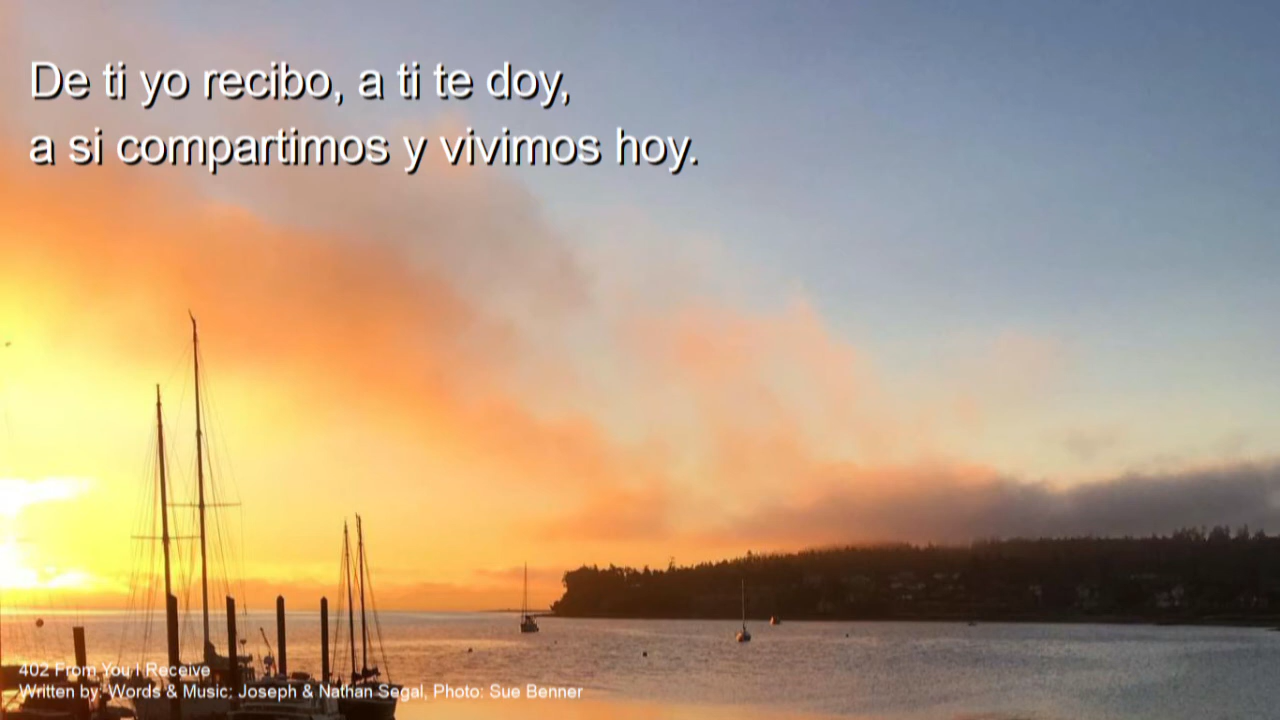 De ti yo recibo, a ti te doy,
a si compartimos y vivimos hoy.
402 From You I Receive
Written by: Words & Music: Joseph & Nathan Segal, Photo: Sue Benner